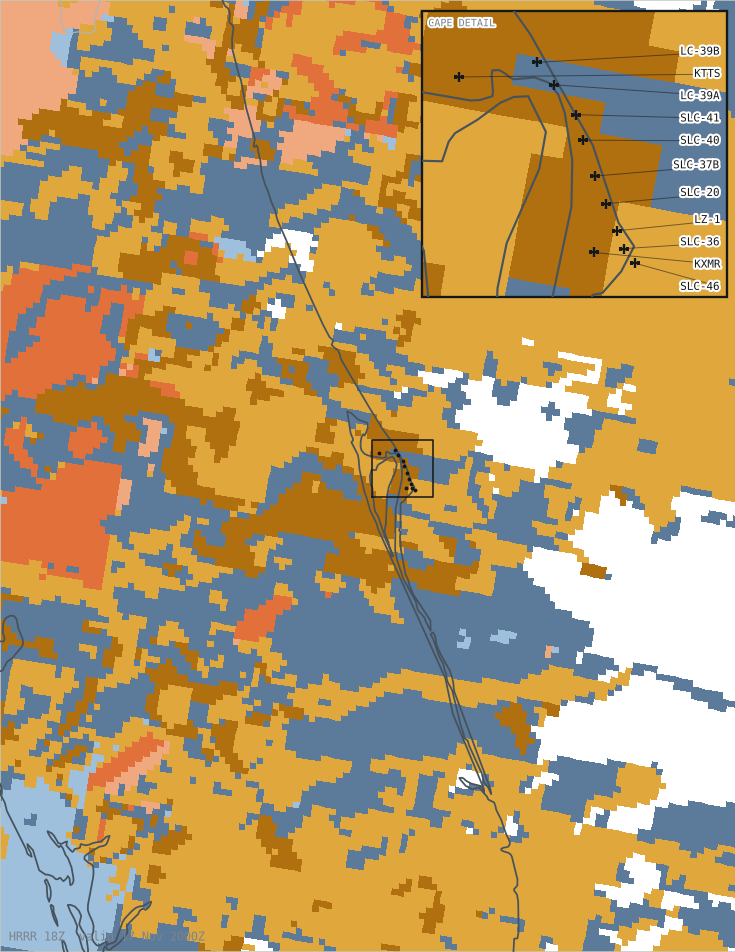 CAPE DETAIL
LC-39B
KTTS
LC-39A
SLC-41
SLC-40
SLC-37B
SLC-20
LZ-1
SLC-36
KXMR
SLC-46
HRRR 18Z